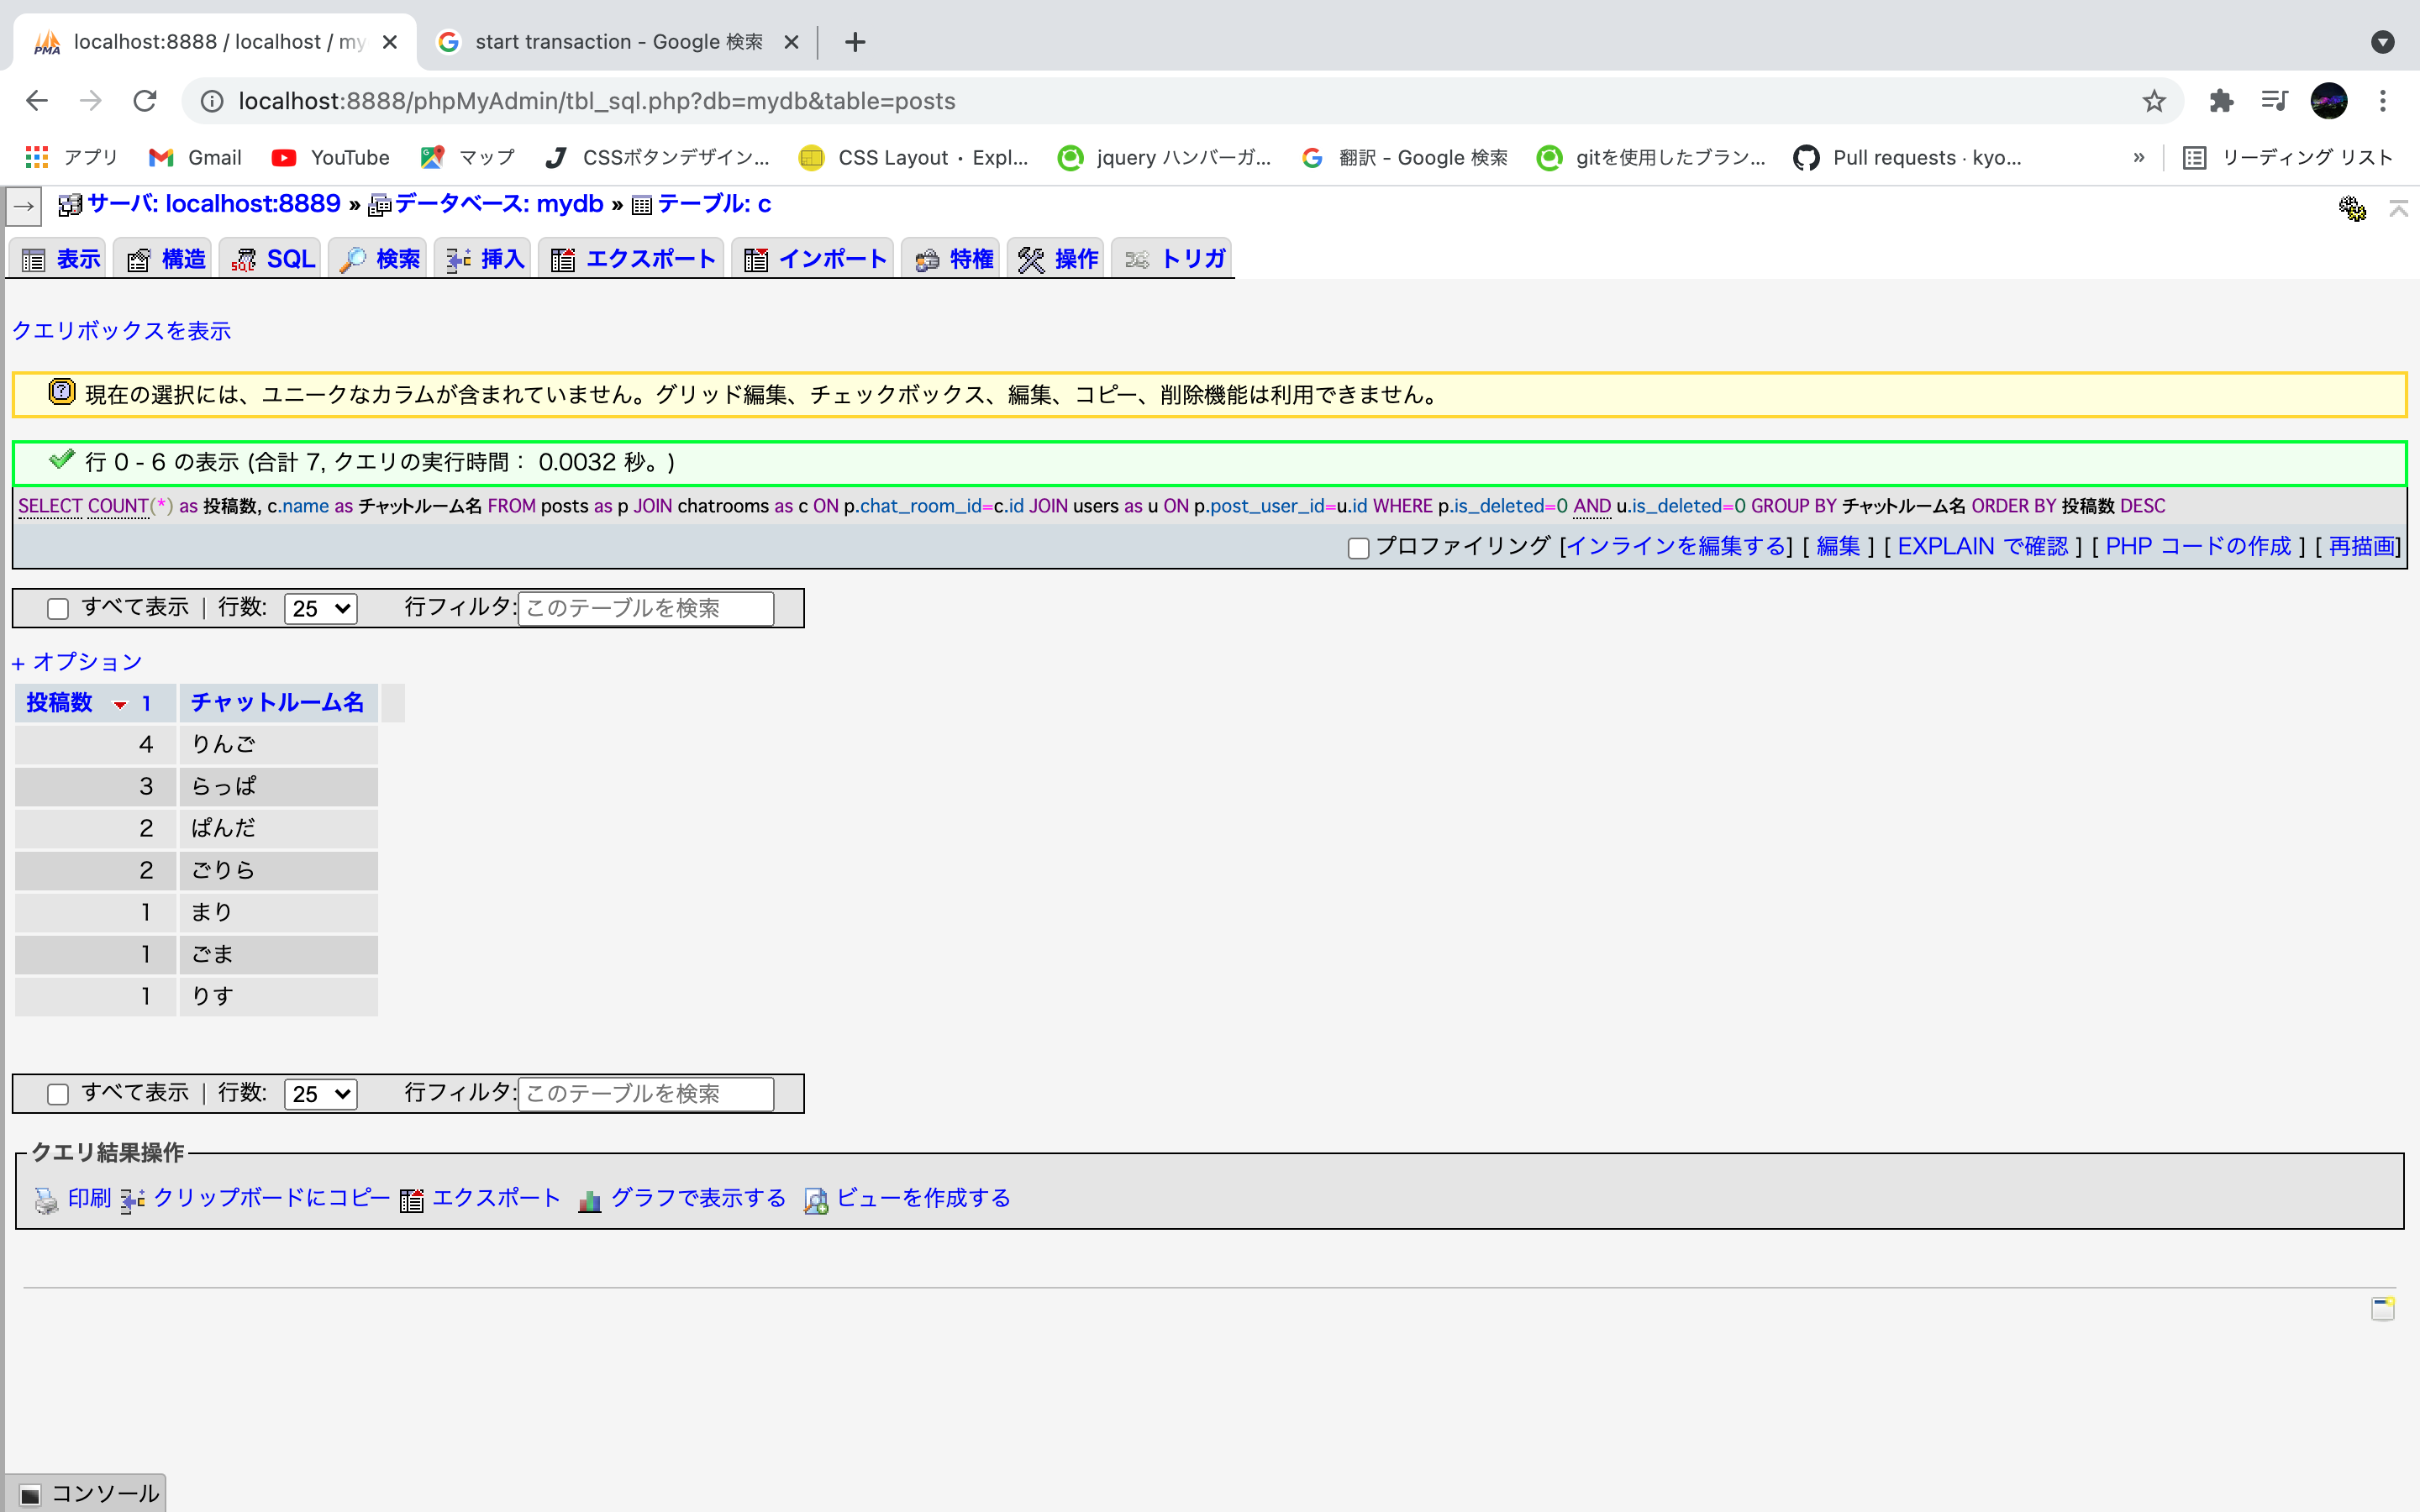 localhost:8888 / localhost / my
start transaction - Google 検索
localhost:8888/phpMyAdmin/tbl_sql.php?db=mydb&table=posts
アプリ Gmail YouTube マップ CSSボタンデザイン... CSS Layout · Expl... jquery ハンバーガ... 翻訳 - Google 検索 gitを使用したブラン... Pull requests · kyo... » リーディング リスト
サーバ: localhost:8889 » データベース: mydb » テーブル: c
表示 構造 SQL 検索 挿入 エクスポート インポート 特権 操作 トリガ
クエリボックスを表示
現在の選択には、ユニークなカラムが含まれていません。グリッド編集、チェックボックス、編集、コピー、削除機能は利用できません。
行 0 - 6 の表示 (合計 7, クエリの実行時間： 0.0032 秒。)
SELECT COUNT(*) as 投稿数, c.name as チャットルーム名 FROM posts as p JOIN chatrooms as c ON p.chat_room_id=c.id JOIN users as u ON p.post_user_id=u.id WHERE p.is_deleted=0 AND u.is_deleted=0 GROUP BY チャットルーム名 ORDER BY 投稿数 DESC
プロファイリング [インラインを編集する] [ 編集 ] [ EXPLAIN で確認 ] [ PHP コードの作成 ] [ 再描画]
すべて表示 | 行数: 25 行フィルタ: このテーブルを検索
+ オプション
投稿数 1 チャットルーム名
4 りんご
3 らっぱ
2 ぱんだ
2 ごりら
1 まり
1 ごま
1 りす
すべて表示 | 行数: 25 行フィルタ: このテーブルを検索
クエリ結果操作
印刷 クリップボードにコピー エクスポート グラフで表示する ビューを作成する
コンソール